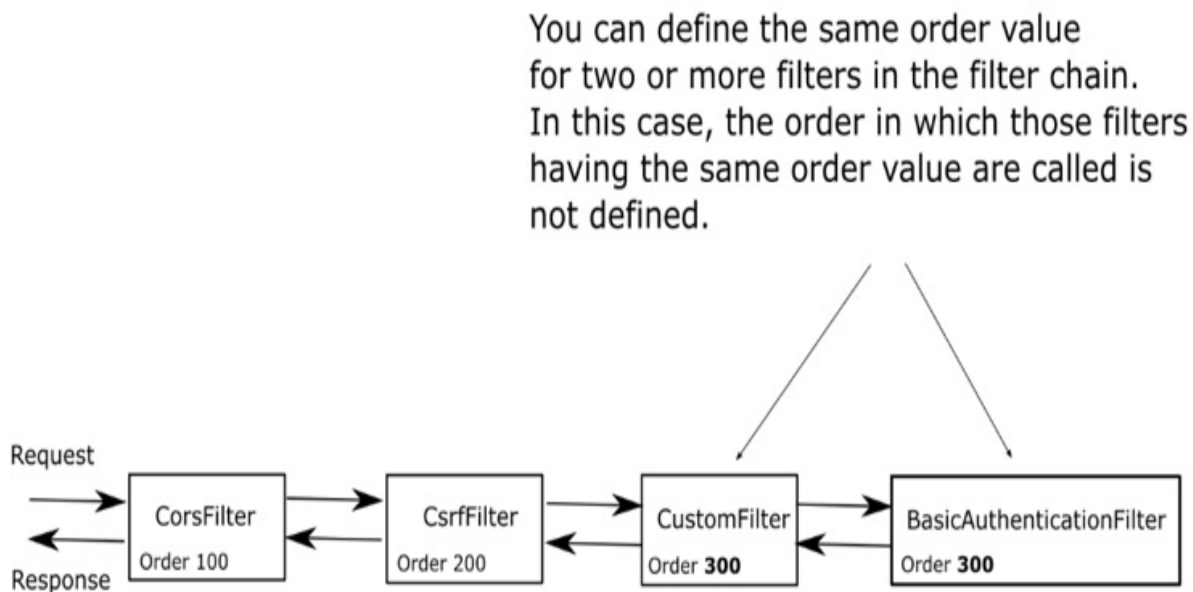 You can define the same order value
for two or more filters in the filter chain.
In this case, the order in which those filters
having the same order value are called is
not defined.
Request
CorsFilter
Order 100
CsrfFilter
Order 200
CustomFilter
Order 300
BasicAuthenticationFilter
Order 300
Response